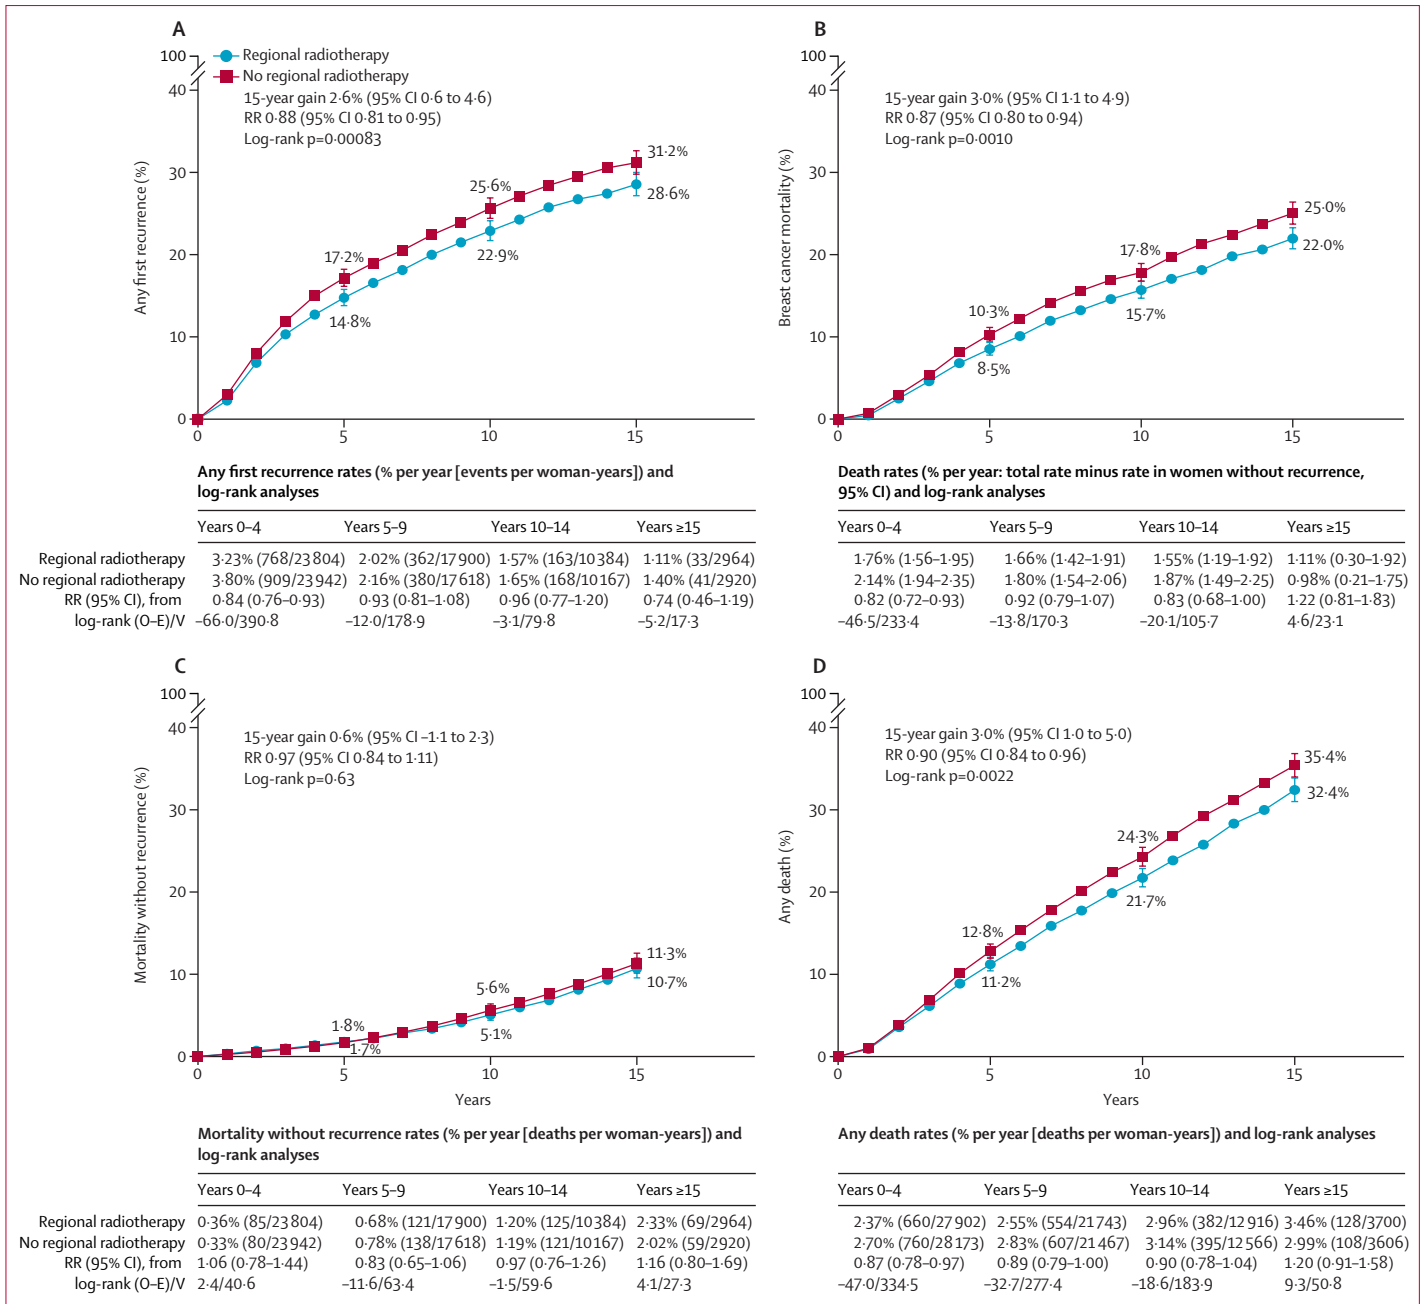 A
100
Regional radiotherapy
No regional radiotherapy
15-year gain 2·6% (95% CI 0·6 to 4·6)
RR 0·88 (95% CI 0·81 to 0·95)
Log-rank p=0·00083
40
30
20
10
0
Any first recurrence (%)
17·2%
14·8%
25·6%
22·9%
31·2%
28·6%
0 5 10 15
Any first recurrence rates (% per year [events per woman-years]) and
log-rank analyses
Years 0–4 Years 5–9 Years 10–14 Years ≥15
Regional radiotherapy 3·23% (768/23 804) 2·02% (362/17 900) 1·57% (163/10 384) 1·11% (33/2964)
No regional radiotherapy 3·80% (909/23 942) 2·16% (380/17 618) 1·65% (168/10 167) 1·40% (41/2920)
RR (95% CI), from 0·84 (0·76–0·93) 0·93 (0·81–1·08) 0·96 (0·77–1·20) 0·74 (0·46–1·19)
log-rank (O–E)/V –66·0/390·8 –12·0/178·9 –3·1/79·8 –5·2/17·3
B
100
15-year gain 3·0% (95% CI 1·1 to 4·9)
RR 0·87 (95% CI 0·80 to 0·94)
Log-rank p=0·0010
40
30
20
10
0
Breast cancer mortality (%)
10·3%
8·5%
17·8%
15·7%
25·0%
22·0%
0 5 10 15
Death rates (% per year: total rate minus rate in women without recurrence,
95% CI) and log-rank analyses
Years 0–4 Years 5–9 Years 10–14 Years ≥15
1·76% (1·56–1·95) 1·66% (1·42–1·91) 1·55% (1·19–1·92) 1·11% (0·30–1·92)
2·14% (1·94–2·35) 1·80% (1·54–2·06) 1·87% (1·49–2·25) 0·98% (0·21–1·75)
0·82 (0·72–0·93) 0·92 (0·79–1·07) 0·83 (0·68–1·00) 1·22 (0·81–1·83)
–46·5/233·4 –13·8/170·3 –20·1/105·7 4·6/23·1
C
100
15-year gain 0·6% (95% CI –1·1 to 2·3)
RR 0·97 (95% CI 0·84 to 1·11)
Log-rank p=0·63
40
30
20
10
0
Mortality without recurrence (%)
1·8%
1·7%
5·6%
5·1%
11·3%
10·7%
0 5 10 15
Years
Mortality without recurrence rates (% per year [deaths per woman-years]) and
log-rank analyses
Years 0–4 Years 5–9 Years 10–14 Years ≥15
Regional radiotherapy 0·36% (85/23 804) 0·68% (121/17 900) 1·20% (125/10 384) 2·33% (69/2964)
No regional radiotherapy 0·33% (80/23 942) 0·78% (138/17 618) 1·19% (121/10 167) 2·02% (59/2920)
RR (95% CI), from 1·06 (0·78–1·44) 0·83 (0·65–1·06) 0·97 (0·76–1·26) 1·16 (0·80–1·69)
log-rank (O–E)/V 2·4/40·6 –11·6/63·4 –1·5/59·6 4·1/27·3
D
100
15-year gain 3·0% (95% CI 1·0 to 5·0)
RR 0·90 (95% CI 0·84 to 0·96)
Log-rank p=0·0022
40
30
20
10
0
Any death (%)
12·8%
11·2%
24·3%
21·7%
35·4%
32·4%
0 5 10 15
Years
Any death rates (% per year [deaths per woman-years]) and log-rank analyses
Years 0–4 Years 5–9 Years 10–14 Years ≥15
2·37% (660/27 902) 2·55% (554/21 743) 2·96% (382/12 916) 3·46% (128/3700)
2·70% (760/28 173) 2·83% (607/21 467) 3·14% (395/12 566) 2·99% (108/3606)
0·87 (0·78–0·97) 0·89 (0·79–1·00) 0·90 (0·78–1·04) 1·20 (0·91–1·58)
–47·0/334·5 –32·7/277·4 –18·6/183·9 9·3/50·8